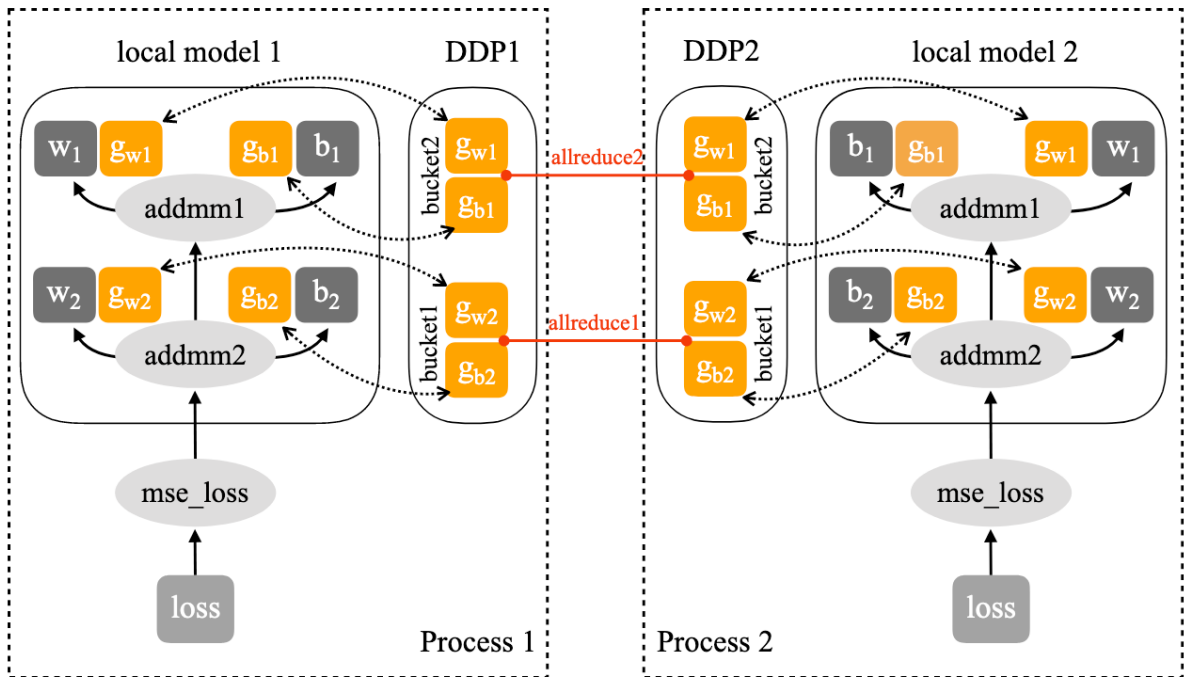 local model 1
DDP1
DDP2
local model 2
w1
gw1
gb1
b1
bucket2
gw1
gb1
allreduce2
gw1
gb1
bucket2
b1
gb1
gw1
w1
addmm1
addmm1
w2
gw2
gb2
b2
bucket1
gw2
gb2
allreduce1
gw2
gb2
bucket1
b2
gb2
gw2
w2
addmm2
addmm2
mse_loss
mse_loss
loss
loss
Process 1
Process 2